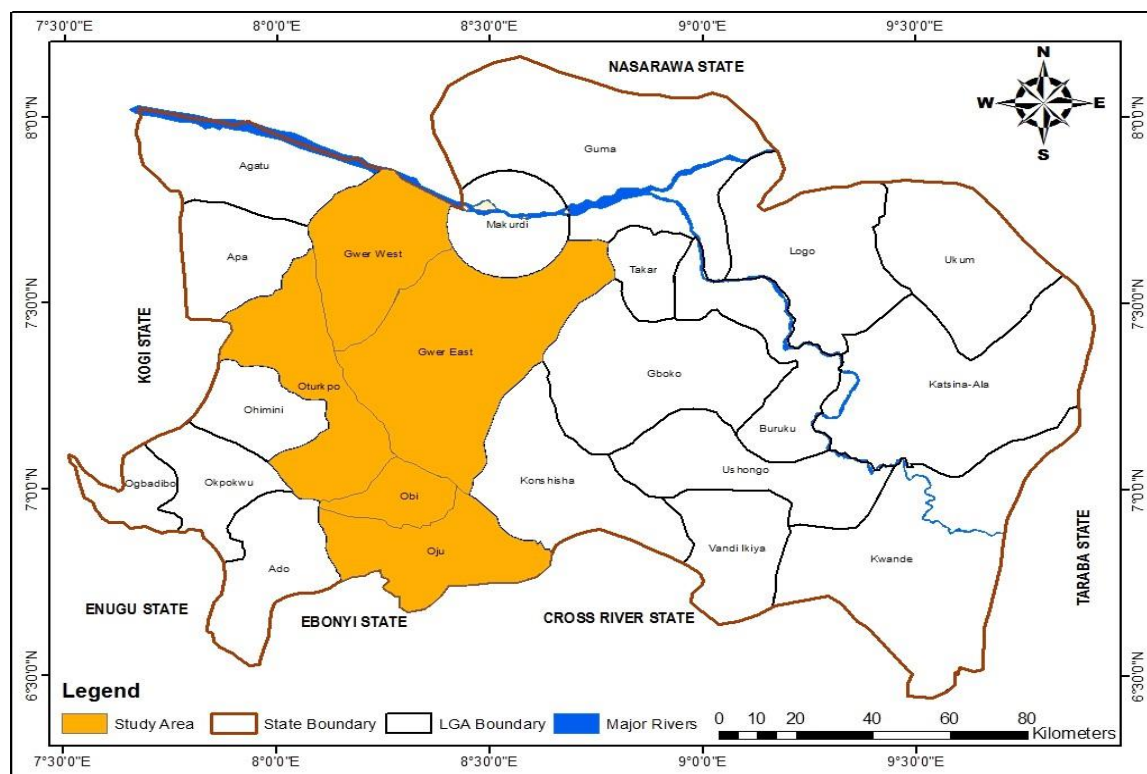 7°30'0"E 8°0'0"E 8°30'0"E 9°0'0"E 9°30'0"E
NASARAWA STATE
N
W E
S
8°0'0"N 8°0'0"N
Guma
Agatu
Makurdi
Gwer West
Apa
Takar
Logo
Ukum
7°30'0"N 7°30'0"N
KOGI STATE
Gwer East
Gboko
Oturkpo
Katsina-Ala
Ohimini
Buruku
Ushongo
Ogbadibo
Okpokwu
Konshisha
Obi
7°0'0"N 7°0'0"N
Oju
Vandi Ikiya
Kwande
Ado
TARABA STATE
ENUGU STATE
EBONYI STATE
CROSS RIVER STATE
6°30'0"N 6°30'0"N
Legend
Study Area State Boundary LGA Boundary Major Rivers
0 10 20 40 60 80
Kilometers
7°30'0"E 8°0'0"E 8°30'0"E 9°0'0"E 9°30'0"E